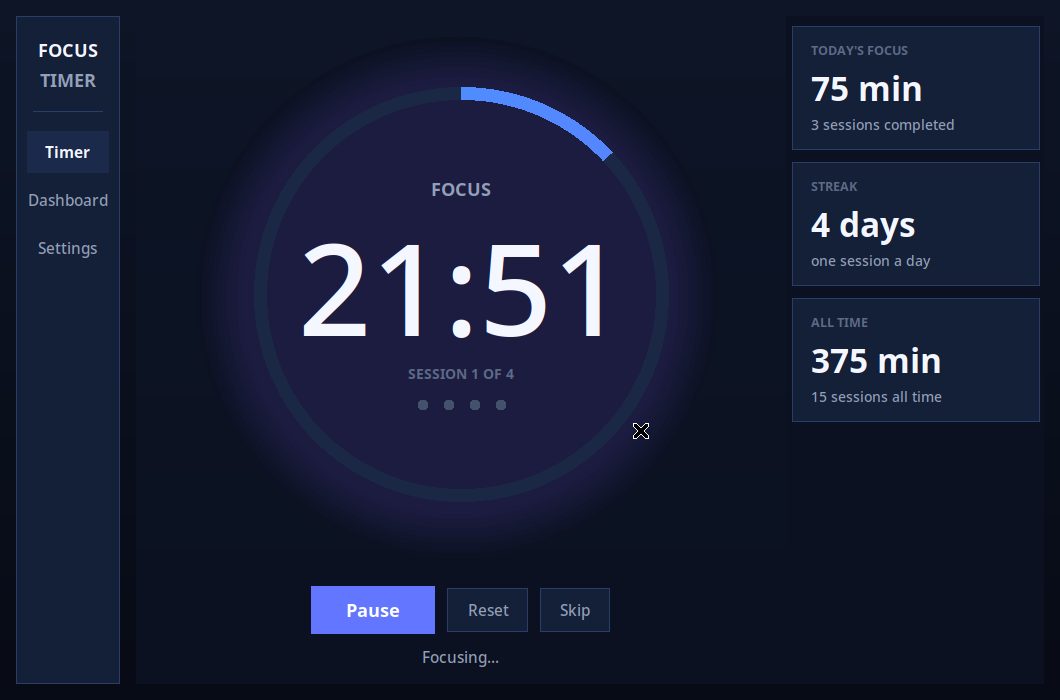 FOCUS
TIMER
Timer
Dashboard
Settings
FOCUS
21:51
SESSION 1 OF 4
Pause
Reset
Skip
Focusing...
TODAY'S FOCUS
75 min
3 sessions completed
STREAK
4 days
one session a day
ALL TIME
375 min
15 sessions all time